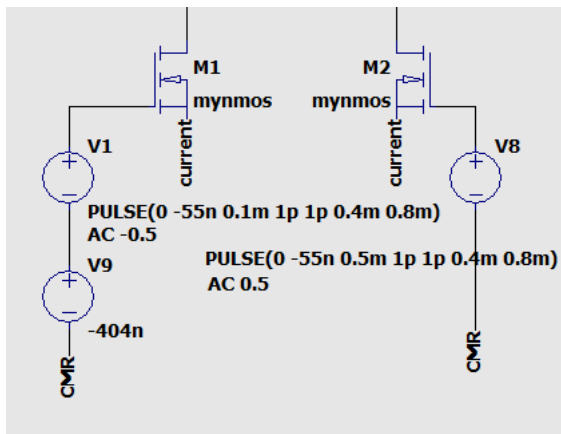 M1
mynmos
current
M2
mynmos
current
V1
PULSE(0 -55n 0.1m 1p 1p 0.4m 0.8m)
AC -0.5
V8
PULSE(0 -55n 0.5m 1p 1p 0.4m 0.8m)
AC 0.5
V9
-404n
CMR
CMR